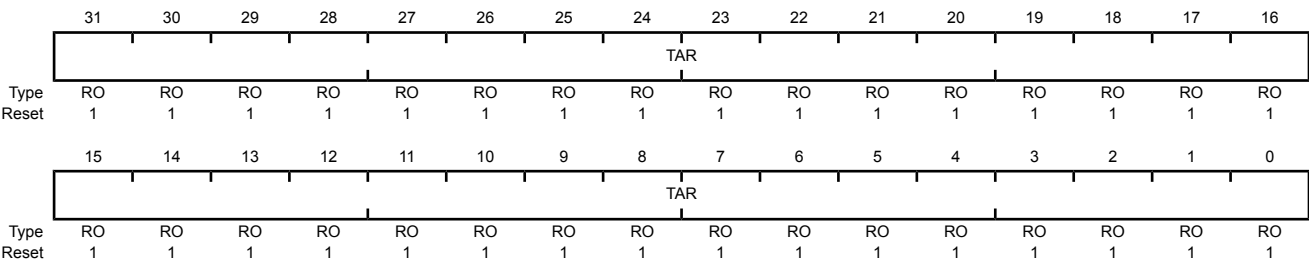 31 30 29 28 27 26 25 24 23 22 21 20 19 18 17 16
TAR
Type RO RO RO RO RO RO RO RO RO RO RO RO RO RO RO RO
Reset 1 1 1 1 1 1 1 1 1 1 1 1 1 1 1 1
15 14 13 12 11 10 9 8 7 6 5 4 3 2 1 0
TAR
Type RO RO RO RO RO RO RO RO RO RO RO RO RO RO RO RO
Reset 1 1 1 1 1 1 1 1 1 1 1 1 1 1 1 1